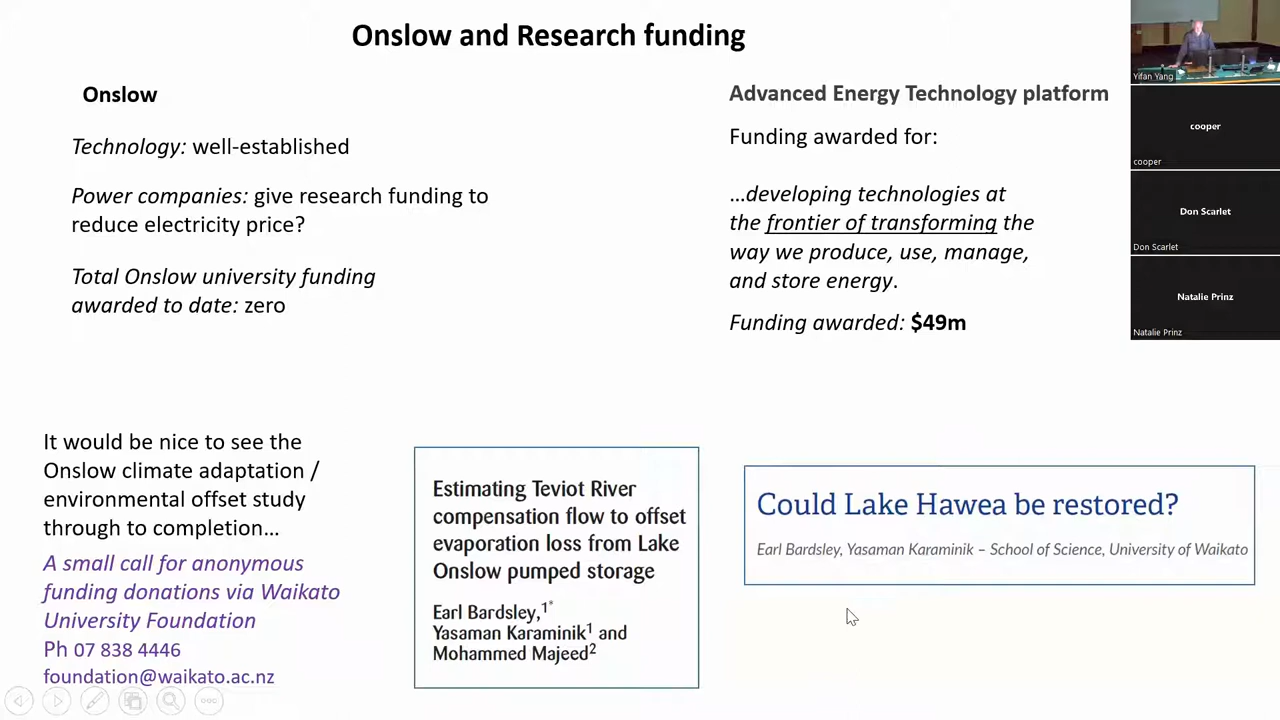 Onslow and Research funding
Onslow
Technology: well-established
Power companies: give research funding to
reduce electricity price?
Total Onslow university funding
awarded to date: zero
Advanced Energy Technology platform
Funding awarded for:
…developing technologies at
the frontier of transforming the
way we produce, use, manage,
and store energy.
Funding awarded: $49m
It would be nice to see the
Onslow climate adaptation /
environmental offset study
through to completion…
A small call for anonymous
funding donations via Waikato
University Foundation
Ph 07 838 4446
foundation@waikato.ac.nz
Estimating Teviot River
compensation flow to offset
evaporation loss from Lake
Onslow pumped storage
Earl Bardsley,1*
Yasaman Karaminik1 and
Mohammed Majeed2
Could Lake Hawea be restored?
Earl Bardsley, Yasaman Karaminik – School of Science, University of Waikato
Yifan Yang
cooper
cooper
Don Scarlet
Don Scarlet
Natalie Prinz
Natalie Prinz